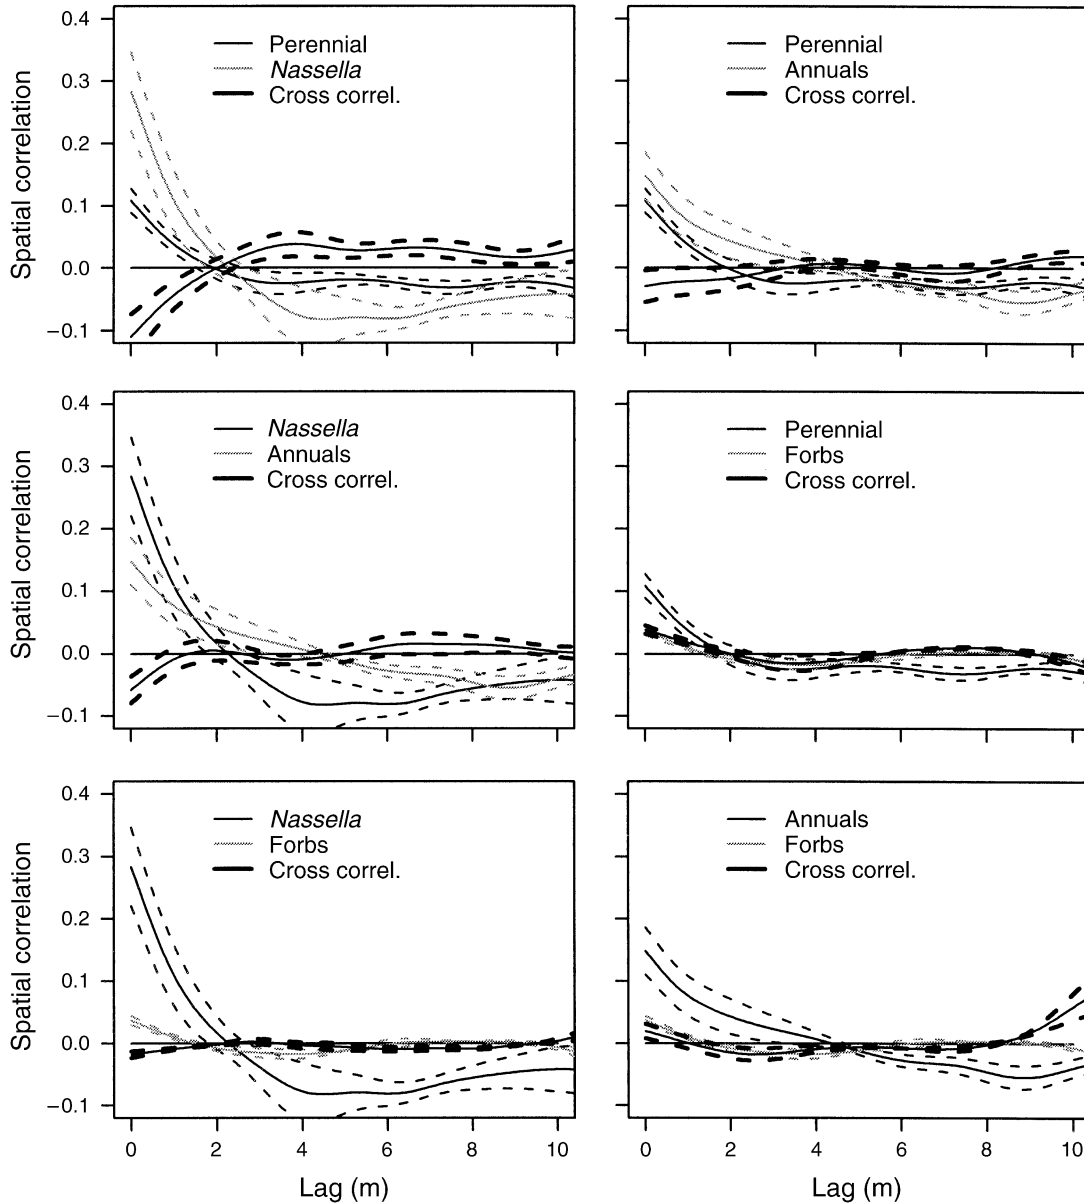 0.4
0.3
0.2
0.1
0.0
−0.1
Spatial correlation
Perennial
Nassella
Cross correl.
Perennial
Annuals
Cross correl.
0.4
0.3
0.2
0.1
0.0
−0.1
Spatial correlation
Nassella
Annuals
Cross correl.
Perennial
Forbs
Cross correl.
0.4
0.3
0.2
0.1
0.0
−0.1
Spatial correlation
Nassella
Forbs
Cross correl.
0 2 4 6 8 10
Lag (m)
Annuals
Forbs
Cross correl.
0 2 4 6 8 10
Lag (m)